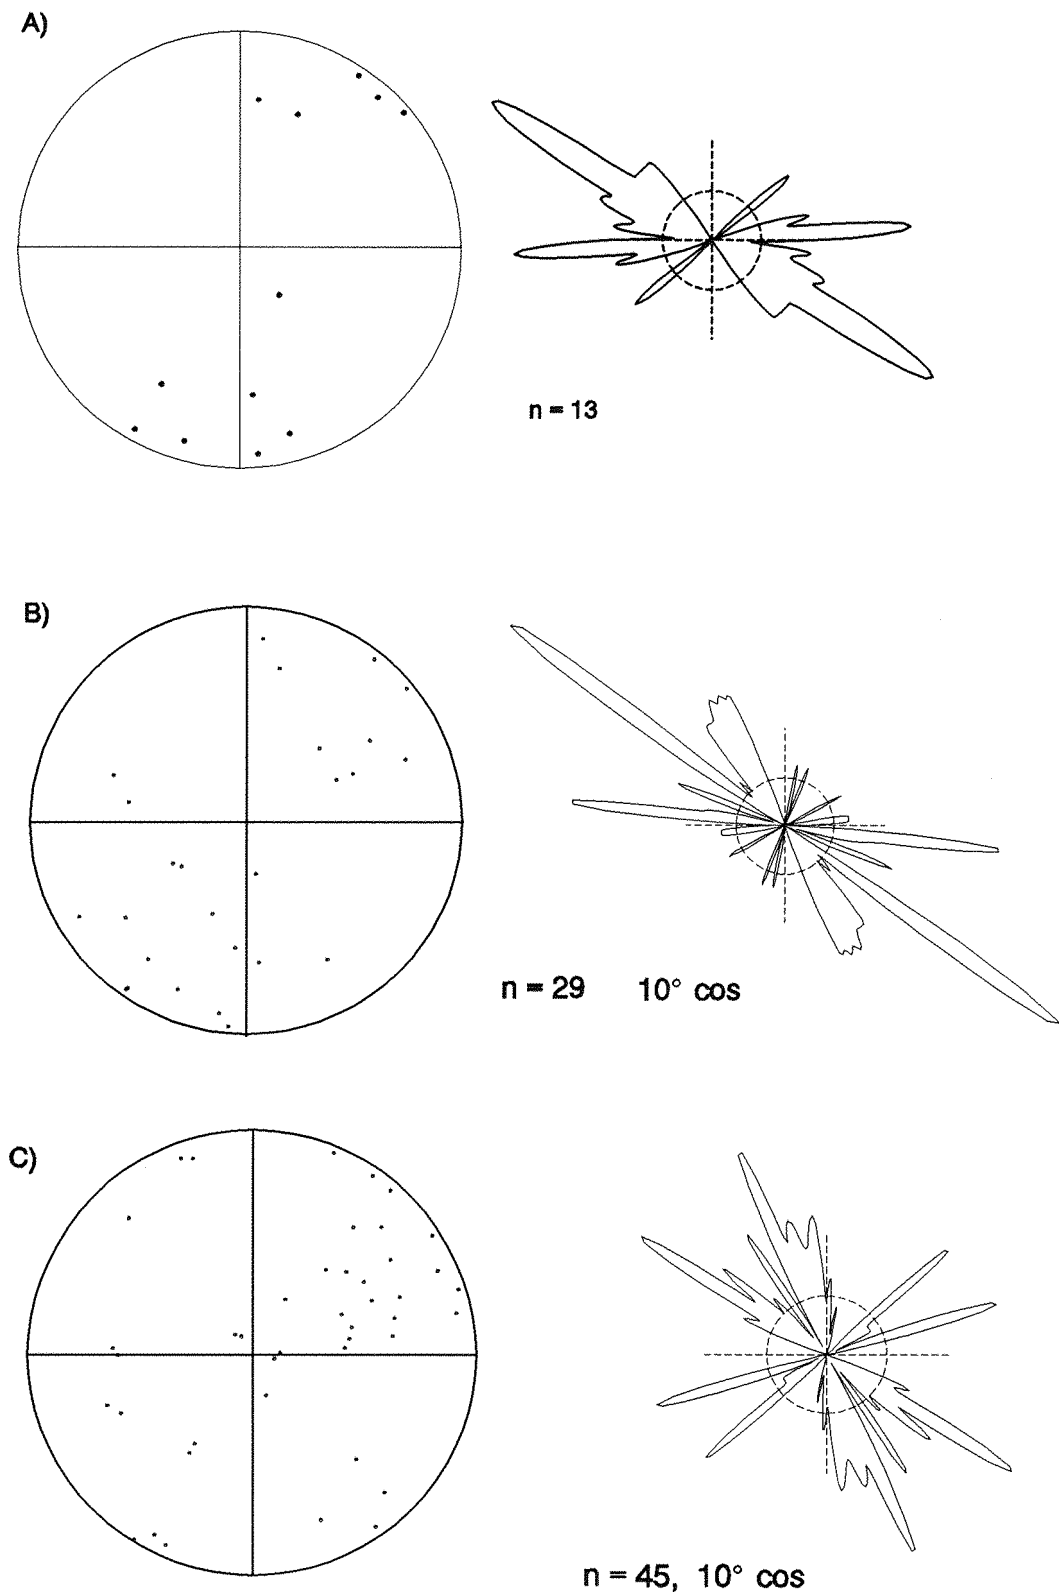 A)
n = 13
B)
n = 29 10° cos
C)
n = 45, 10° cos